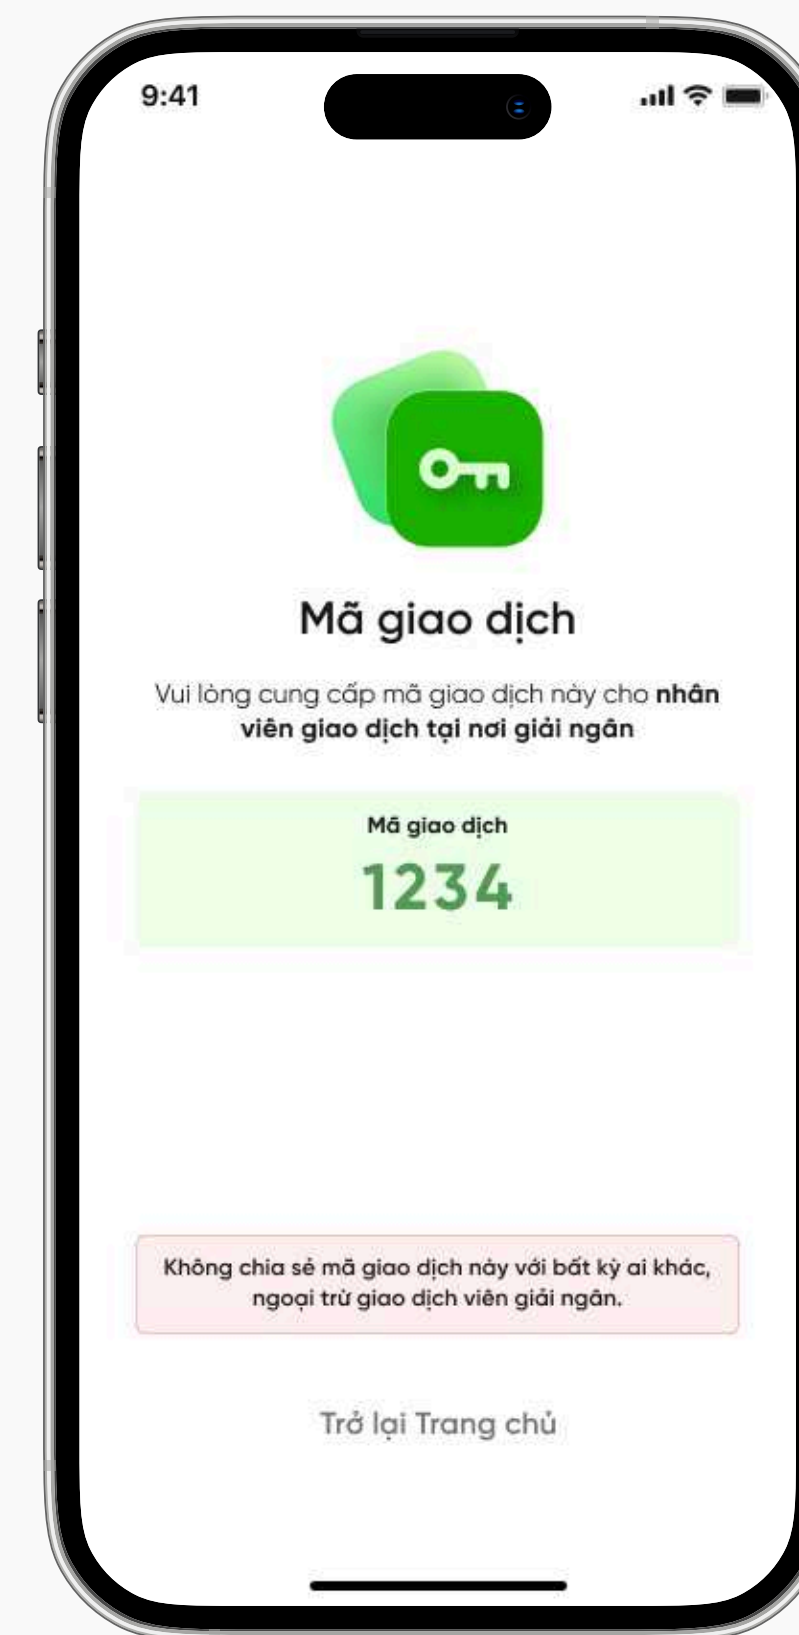 9:41
Mã giao dịch
Vui lòng cung cấp mã giao dịch này cho nhân
viên giao dịch tại nơi giải ngân
Mã giao dịch
1234
Không chia sẻ mã giao dịch này với bất kỳ ai khác,
ngoại trừ giao dịch viên giải ngân.
Trở lại Trang chủ